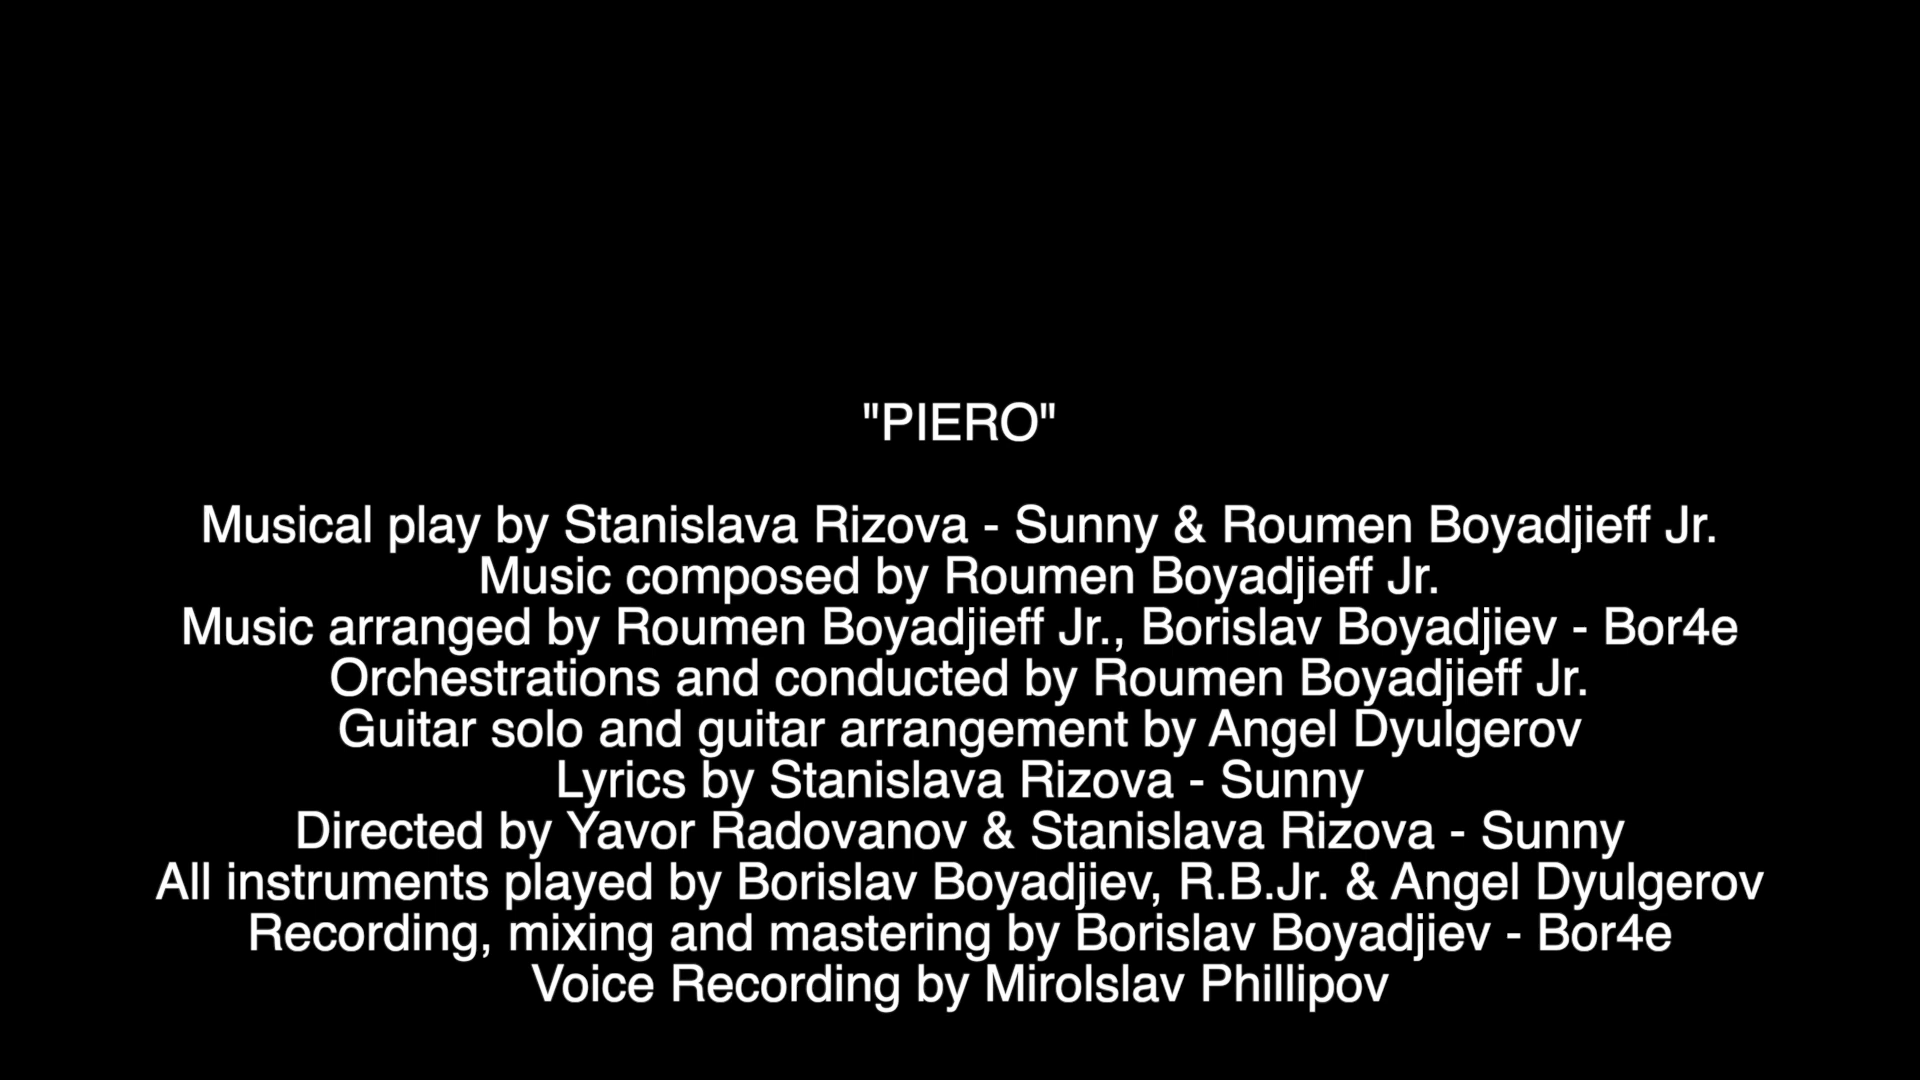 "PIERO"
Musical play by Stanislava Rizova - Sunny & Roumen Boyadjieff Jr.
Music composed by Roumen Boyadjieff Jr.
Music arranged by Roumen Boyadjieff Jr., Borislav Boyadjiev - Bor4e
Orchestrations and conducted by Roumen Boyadjieff Jr.
Guitar solo and guitar arrangement by Angel Dyulgerov
Lyrics by Stanislava Rizova - Sunny
Directed by Yavor Radovanov & Stanislava Rizova - Sunny
All instruments played by Borislav Boyadjiev, R.B.Jr. & Angel Dyulgerov
Recording, mixing and mastering by Borislav Boyadjiev - Bor4e
Voice Recording by Mirolslav Phillipov